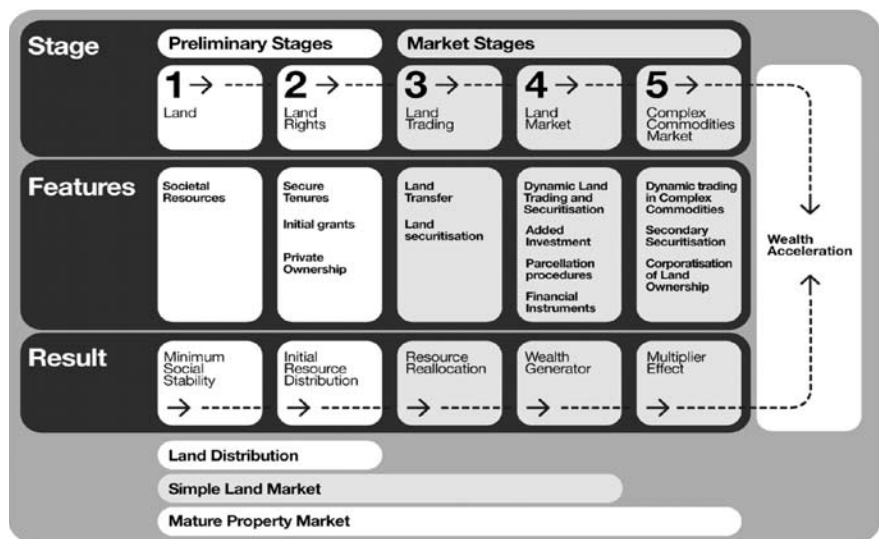 Stage
Preliminary Stages
Market Stages
1
Land
2
Land
Rights
3
Land
Trading
4
Land
Market
5
Complex
Commodities
Market
Features
Societal
Resources
Secure
Tenures
Initial grants
Private
Ownership
Land
Transfer
Land
securitisation
Dynamic Land
Trading and
Securitisation
Added
Investment
Parcellation
procedures
Financial
Instruments
Dynamic trading
in Complex
Commodities
Secondary
Securitisation
Corporatisation
of Land
Ownership
Wealth
Acceleration
Result
Minimum
Social
Stability
Initial
Resource
Distribution
Resource
Reallocation
Wealth
Generator
Multiplier
Effect
Land Distribution
Simple Land Market
Mature Property Market